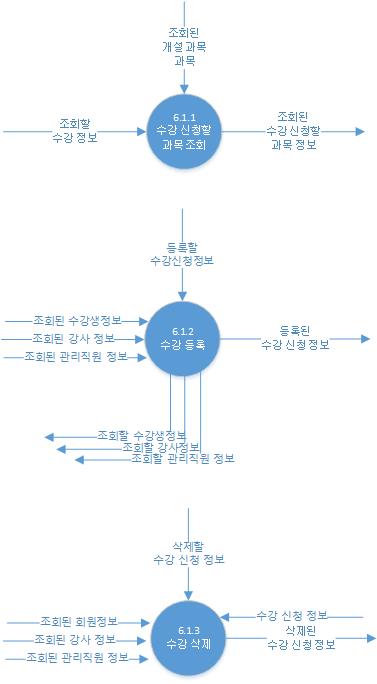 조회된
개설 과목
과목
조회할
수강 정보
6.1.1
수강 신청할
과목 조회
조회된
수강 신청할
과목 정보
등록할
수강신청정보
조회된 수강생정보
조회된 강사 정보
조회된 관리직원 정보
6.1.2
수강 등록
등록된
수강 신청 정보
조회할 수강생정보
조회할 강사정보
조회할 관리직원 정보
삭제할
수강 신청 정보
조회된 회원정보
조회된 강사 정보
조회된 관리직원 정보
6.1.3
수강 삭제
수강 신청 정보
삭제된
수강 신청 정보